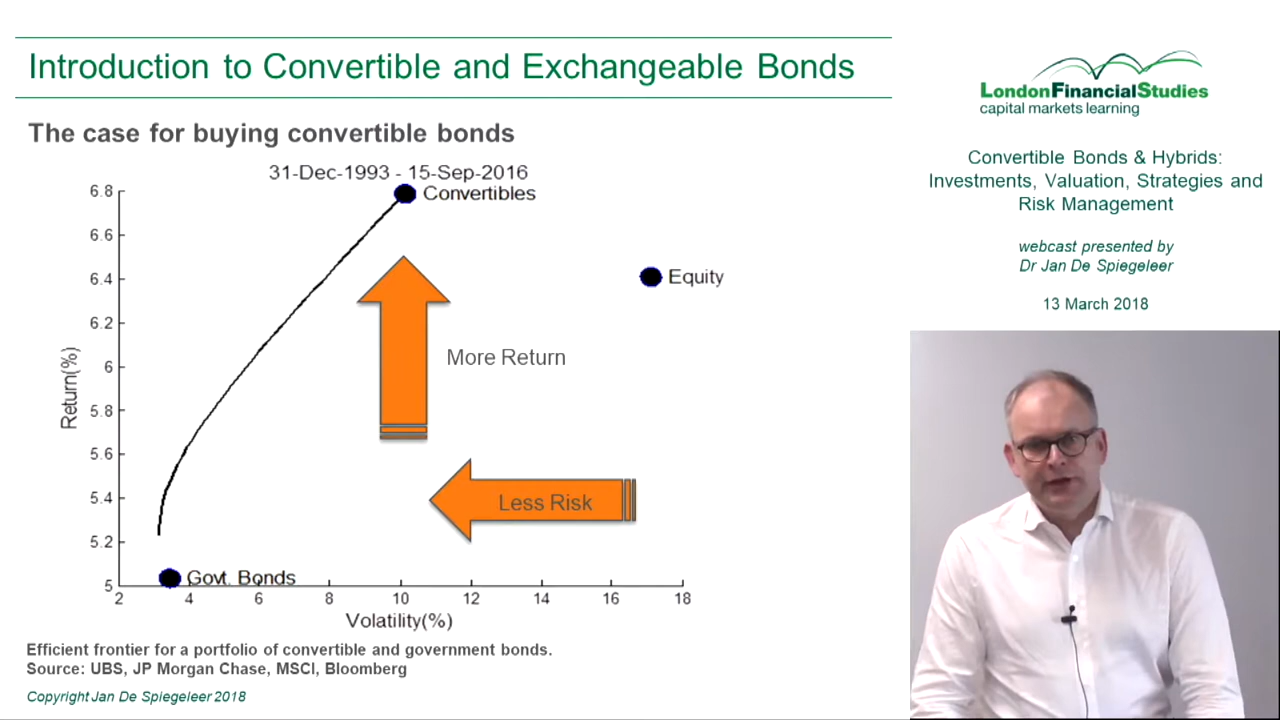 Introduction to Convertible and Exchangeable Bonds
The case for buying convertible bonds
31-Dec-1993 - 15-Sep-2016
6.8
6.6
6.4
6.2
6
5.8
5.6
5.4
5.2
5
Return(%)
Convertibles
Equity
More Return
Less Risk
Govt. Bonds
2
4
6
8
10
12
14
16
18
Volatility(%)
Efficient frontier for a portfolio of convertible and government bonds.
Source: UBS, JP Morgan Chase, MSCI, Bloomberg
Copyright Jan De Spiegeleer 2018
LondonFinancialStudies
capital markets learning
Convertible Bonds & Hybrids:
Investments, Valuation, Strategies and
Risk Management
webcast presented by
Dr Jan De Spiegeleer
13 March 2018